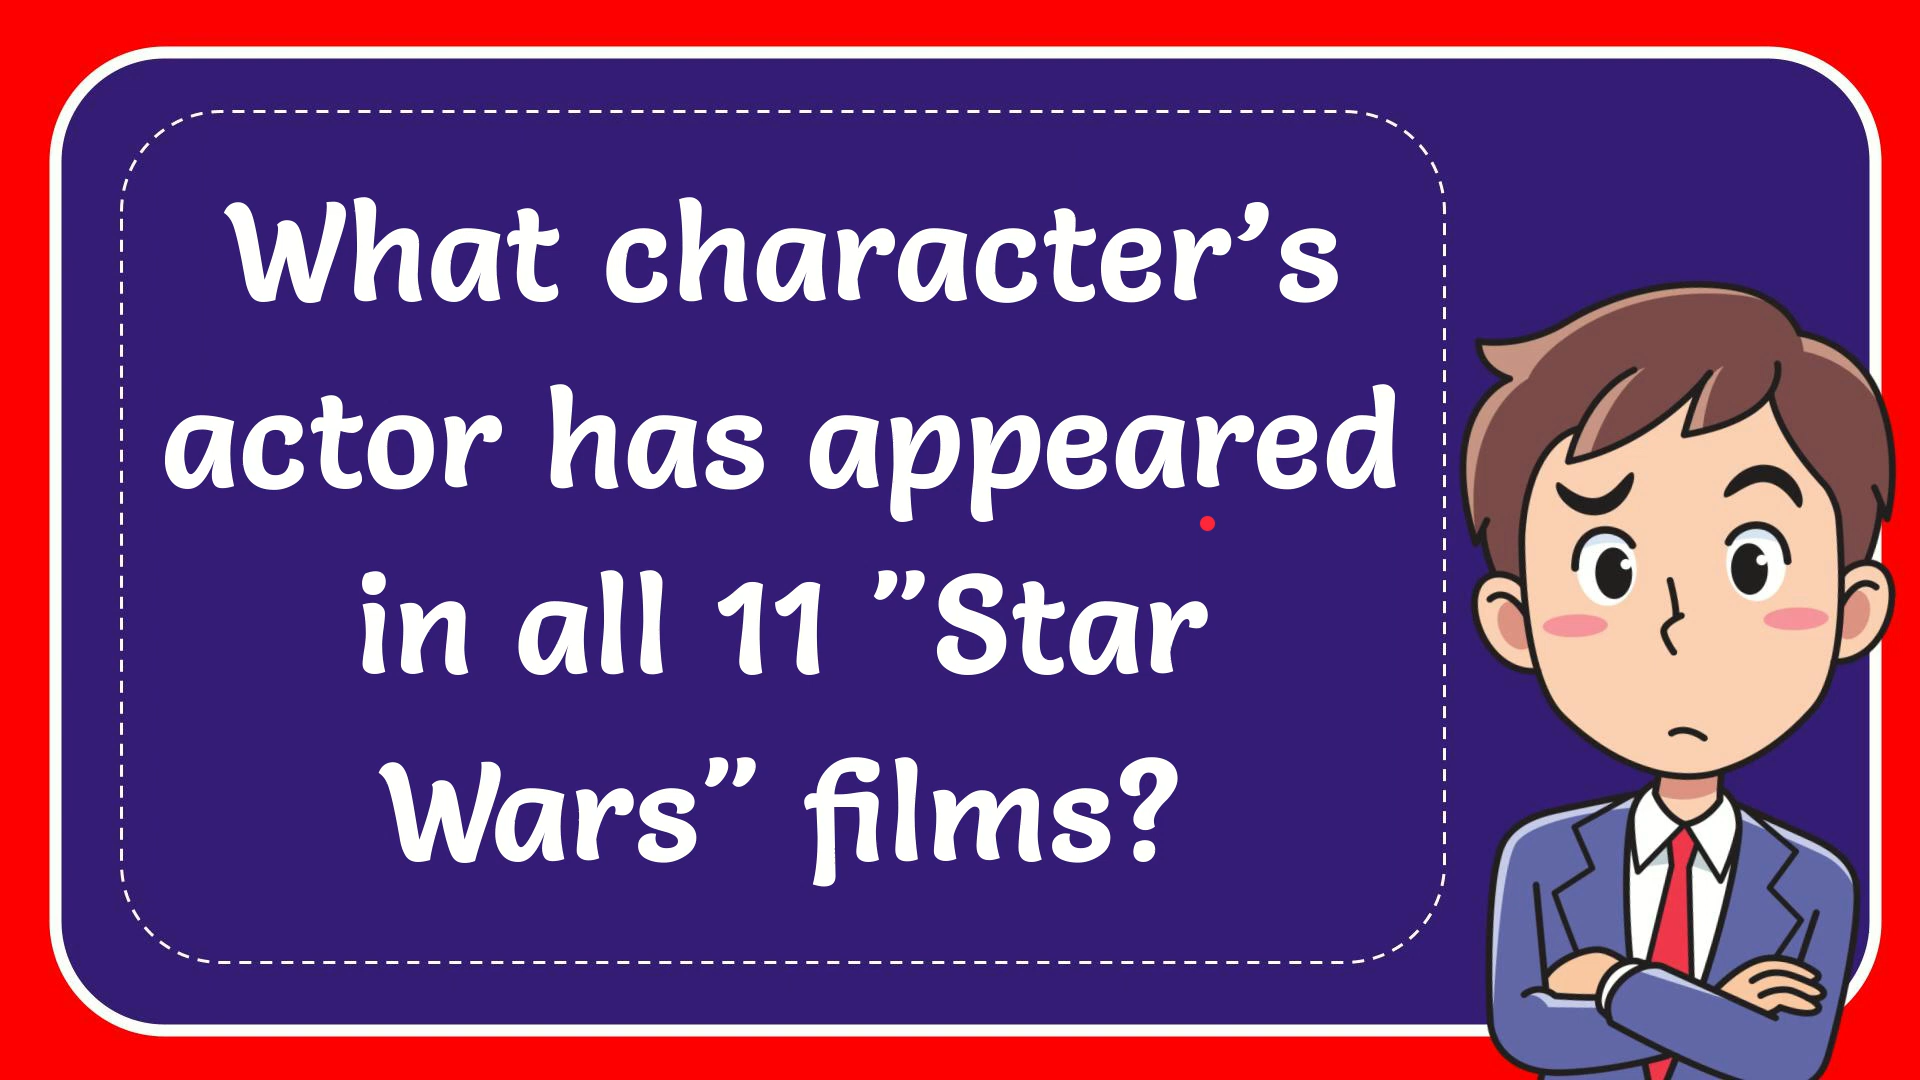 What character’s
actor has appeared
in all 11 ”Star
Wars” films?